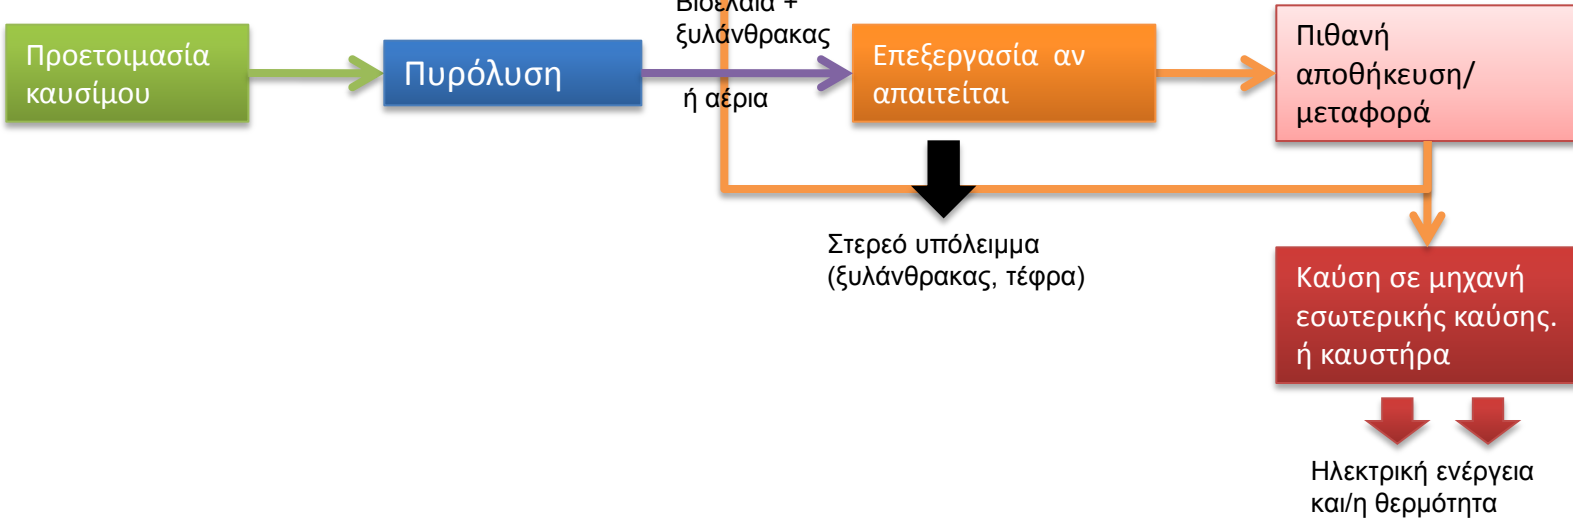 Βιοέλαια +
ξυλάνθρακας
Προετοιμασία
καυσίμου
Πυρόλυση
ή αέρια
Επεξεργασία αν
απαιτείται
Πιθανή
αποθήκευση/
μεταφορά
Στερεό υπόλειμμα
(ξυλάνθρακας, τέφρα)
Καύση σε μηχανή
εσωτερικής καύσης.
ή καυστήρα
Ηλεκτρική ενέργεια
και/η θερμότητα